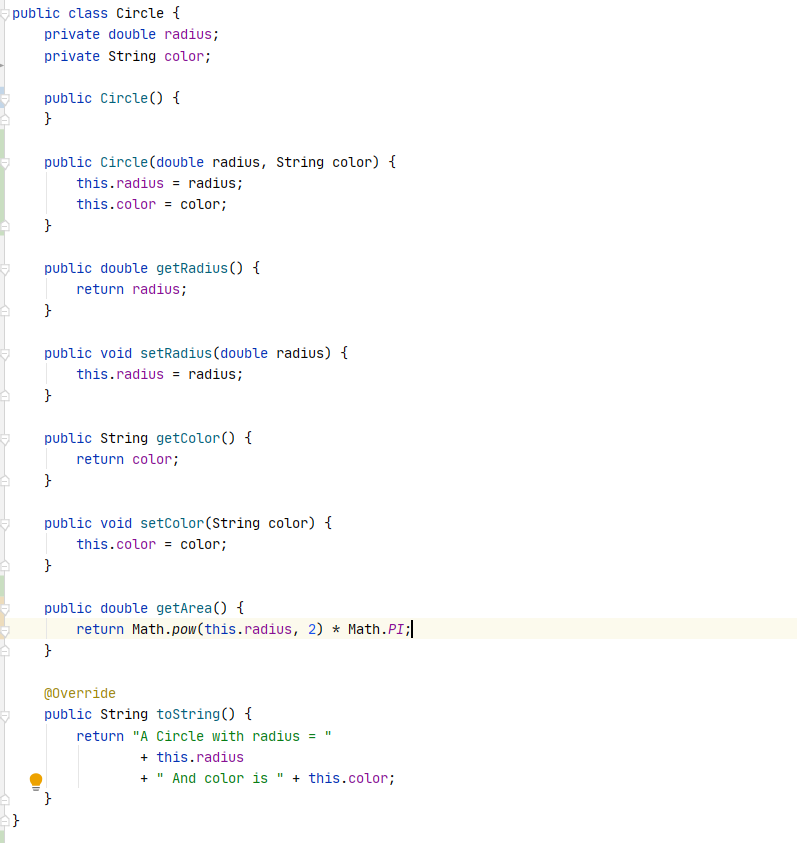 public class Circle {
    private double radius;
    private String color;

    public Circle() {
    }

    public Circle(double radius, String color) {
        this.radius = radius;
        this.color = color;
    }

    public double getRadius() {
        return radius;
    }

    public void setRadius(double radius) {
        this.radius = radius;
    }

    public String getColor() {
        return color;
    }

    public void setColor(String color) {
        this.color = color;
    }

    public double getArea() {
        return Math.pow(this.radius, 2) * Math.PI;
    }

    @Override
    public String toString() {
        return "A Circle with radius = "
                + this.radius
                + " And color is " + this.color;
    }
}